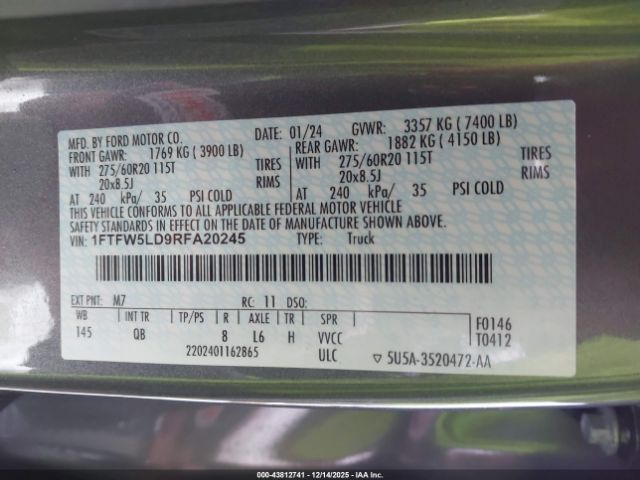 MFD. BY FORD MOTOR CO. DATE: 01/24 GVWR: 3357 KG ( 7400 LB)
FRONT GAWR: 1769 KG ( 3900 LB) REAR GAWR: 1882 KG ( 4150 LB)
WITH 275/60R20 115T TIRES WITH 275/60R20 115T TIRES
20x8.5J RIMS 20x8.5J RIMS
AT 240 kPa/ 35 PSI COLD AT 240 kPa/ 35 PSI COLD
THIS VEHICLE CONFORMS TO ALL APPLICABLE FEDERAL MOTOR VEHICLE
SAFETY STANDARDS IN EFFECT ON THE DATE OF MANUFACTURE SHOWN ABOVE.
VIN: 1FTFW5LD9RFA20245 TYPE: Truck
EXT PNT: M7 RC: 11 DSO:
WB INT TR TP/PS R AXLE TR SPR F0146
145 QB 8 L6 H VVCC T0412
2202401162865 ULC ▽ 5U5A-3520472-AA
00-43812741 - 12/14/2025 - IAA Inc.